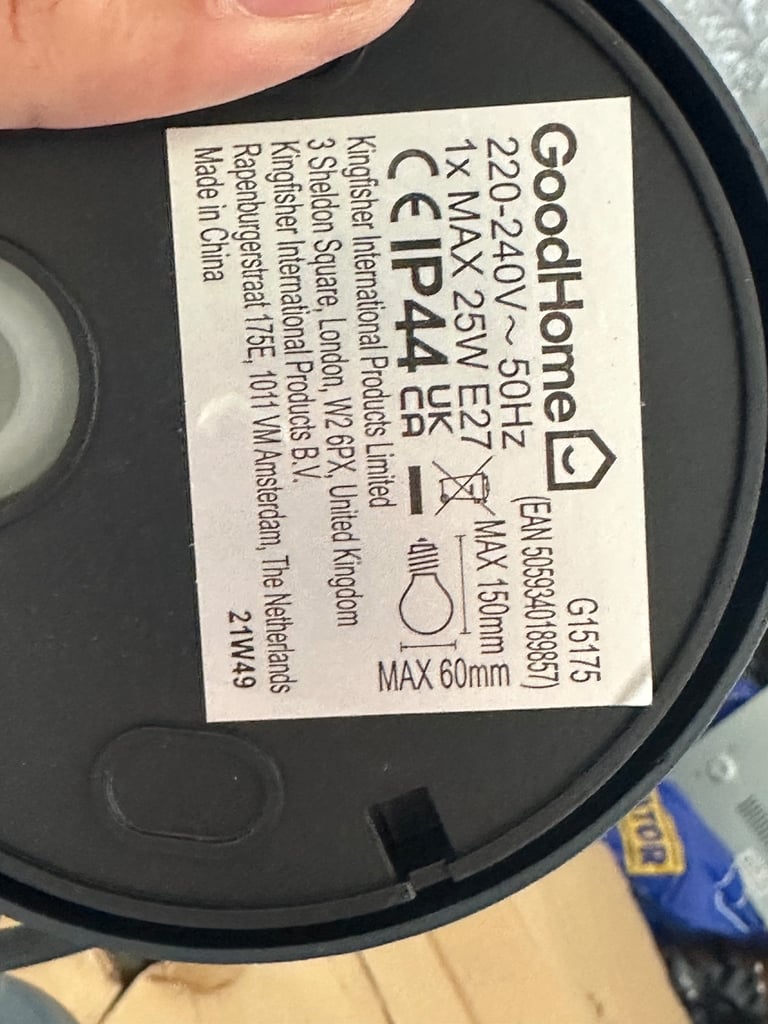 GoodHome
G15175
220-240V~ 50Hz
(EAN 5059340189857)
1x MAX 25W E27
MAX 150mm
CE IP44 UK
CA
MAX 60mm
Kingfisher International Products Limited
3 Sheldon Square, London, W2 6PX, United Kingdom
Kingfisher International Products B.V.
Rapenburgerstraat 175E, 1011 VM Amsterdam, The Netherlands
Made in China
21W49